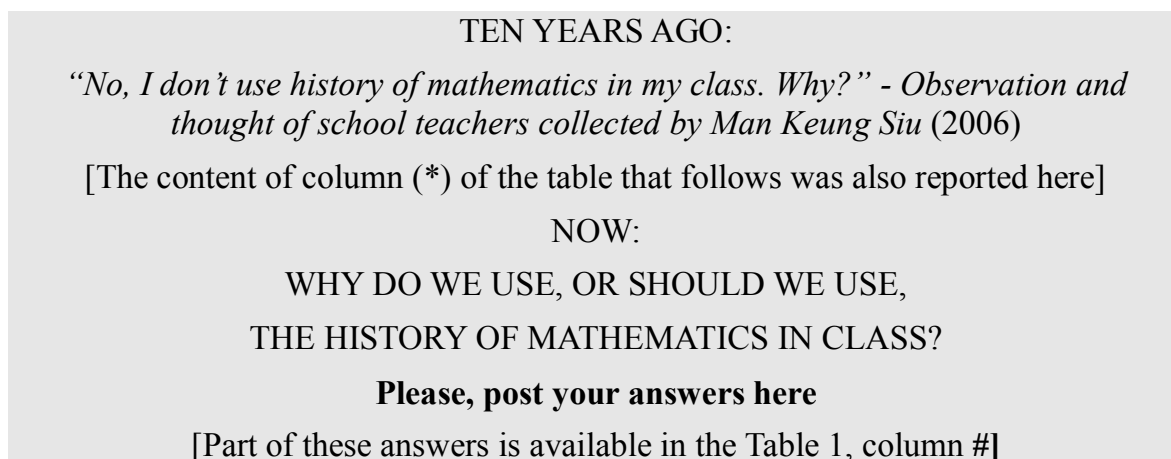 TEN YEARS AGO:
“No, I don’t use history of mathematics in my class. Why?” - Observation and
thought of school teachers collected by Man Keung Siu (2006)
[The content of column (*) of the table that follows was also reported here]
NOW:
WHY DO WE USE, OR SHOULD WE USE,
THE HISTORY OF MATHEMATICS IN CLASS?
Please, post your answers here
[Part of these answers is available in the Table 1, column #]